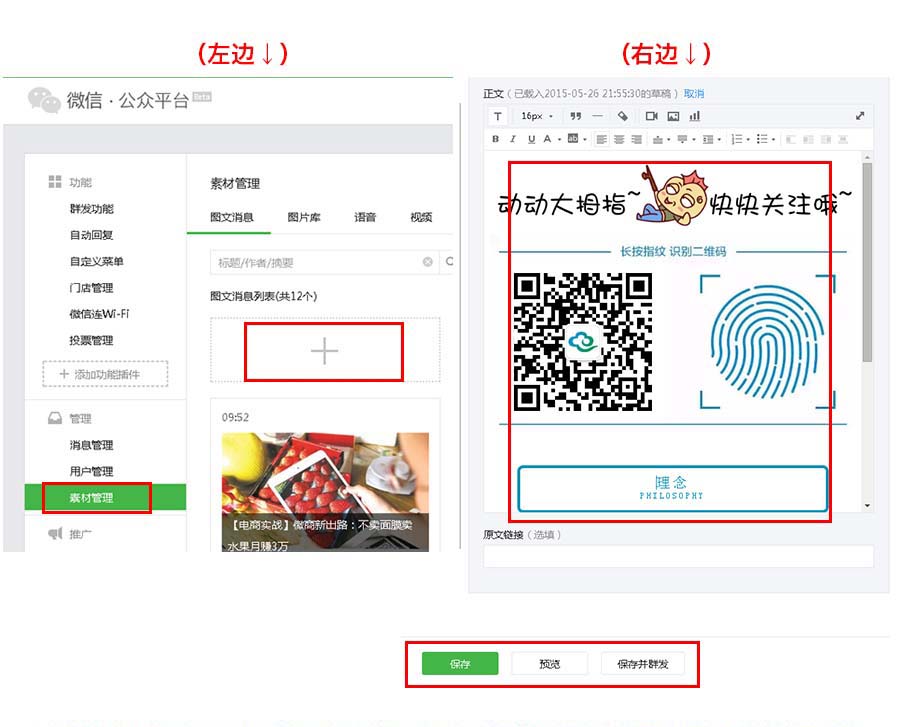 （左边↓）
微信·公众平台 Beta
功能
群发功能
自动回复
自定义菜单
门店管理
微信连Wi-Fi
投票管理
+ 添加功能插件
管理
消息管理
用户管理
素材管理
推广
素材管理
图文消息 图片库 语音 视频
标题/作者/摘要
图文消息列表(共12个)
09:52
【电商实战】微商新出路：不卖面膜卖
水果月赚3万
（右边↓）
正文（已载入2015-05-26 21:55:30的草稿）取消
T 16px
B I U A ab
动动大拇指~ 快快关注哦~
长按指纹 识别二维码
理念
PHILOSOPHY
原文链接（选填）
保存 预览 保存并群发